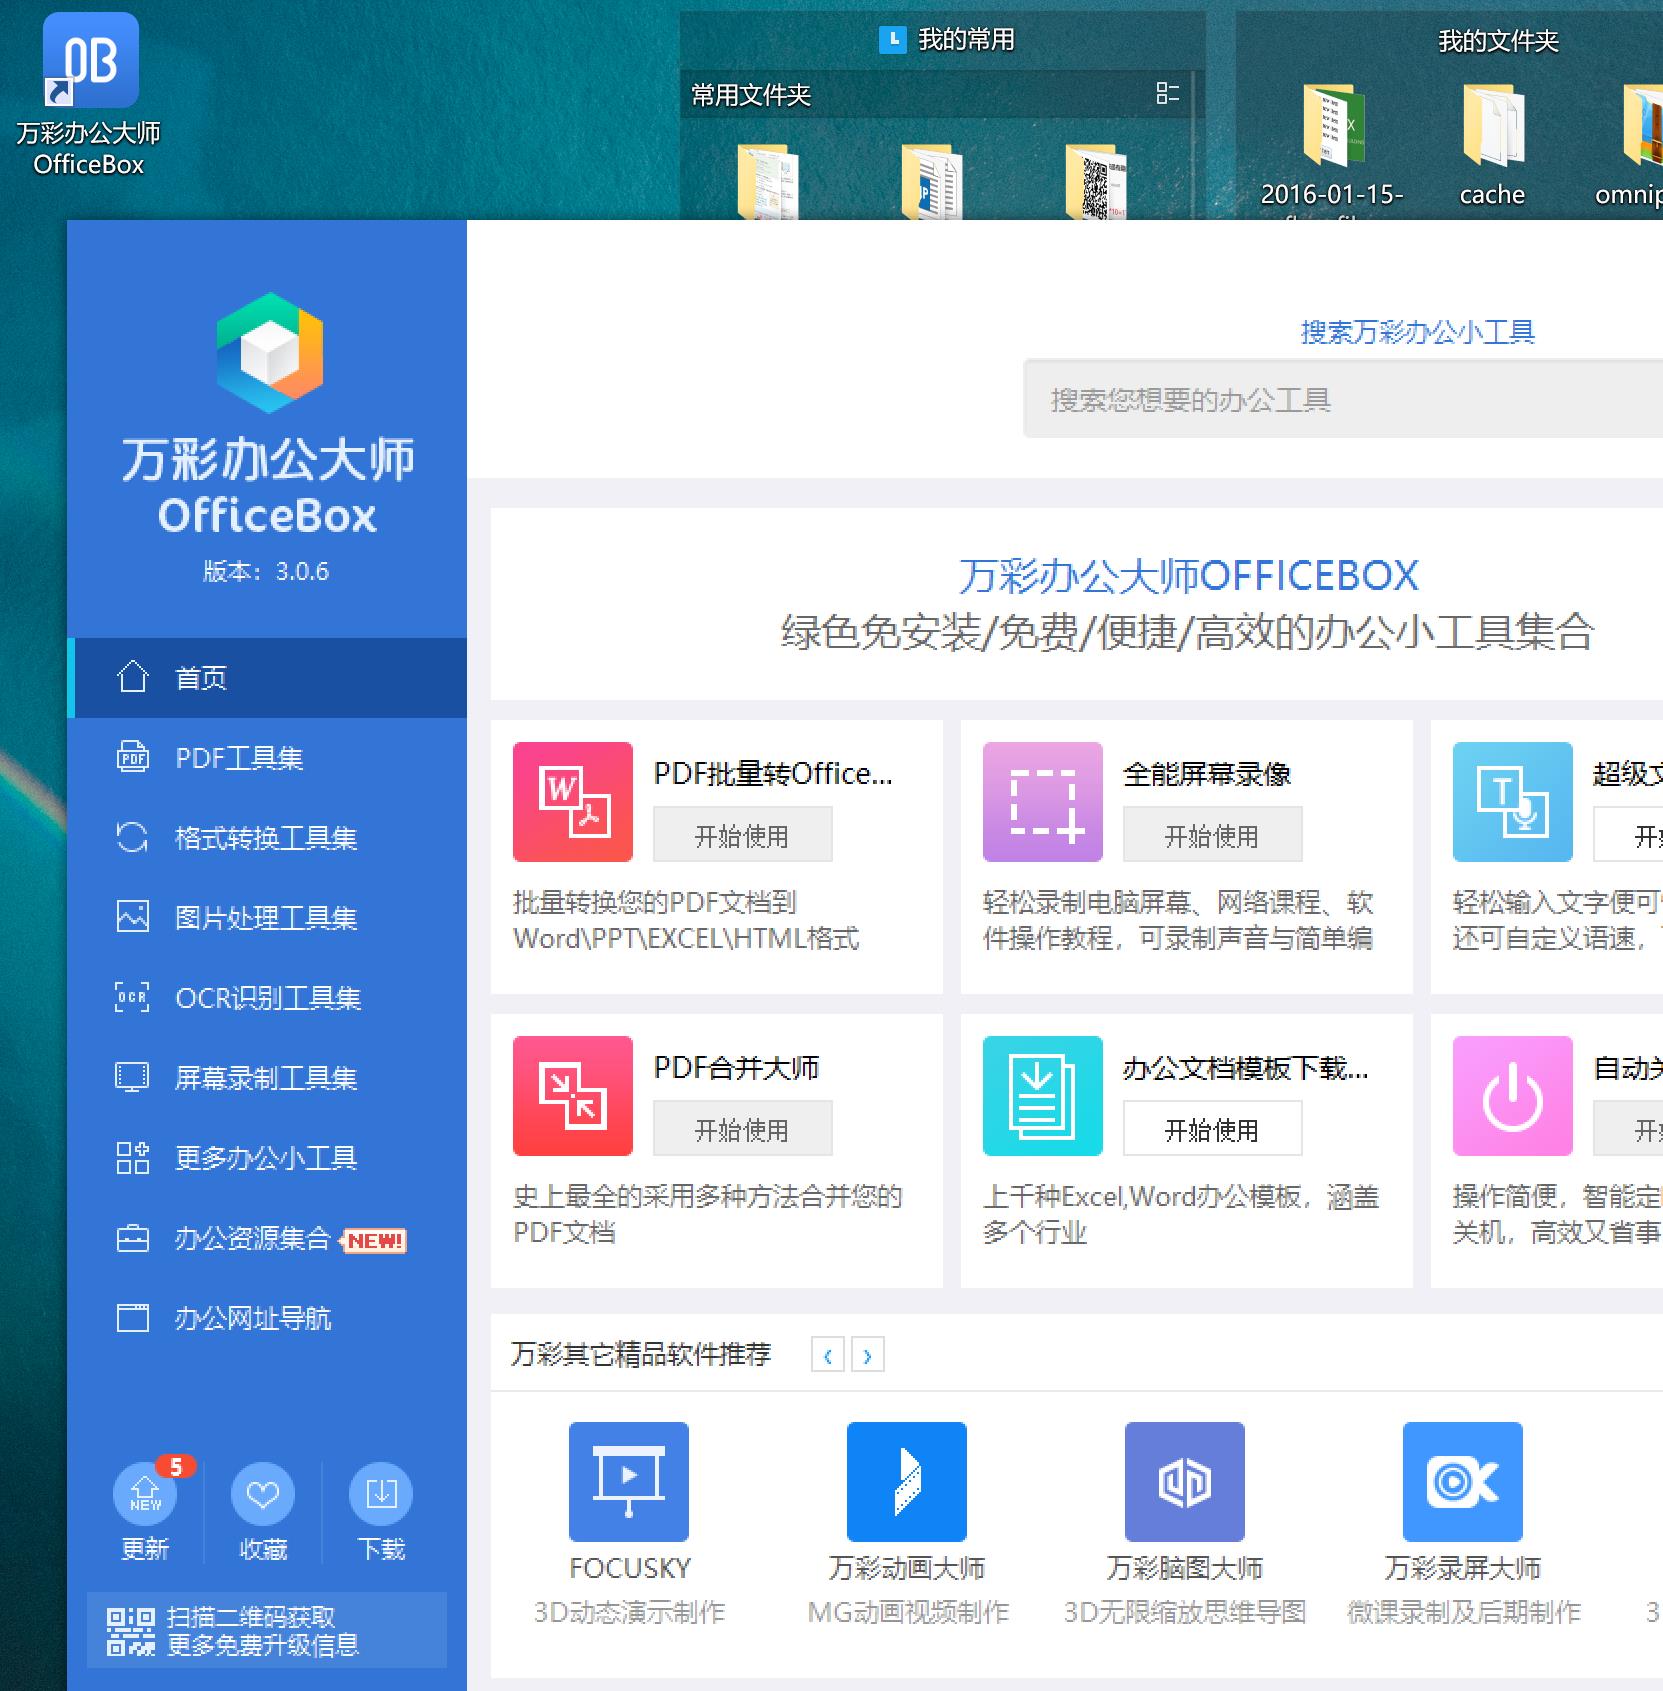 我的常用
我的文件夹
常用文件夹
万彩办公大师
OfficeBox
2016-01-15-
cache
万彩办公大师
OfficeBox
版本：3.0.6
首页
PDF工具集
格式转换工具集
图片处理工具集
OCR识别工具集
屏幕录制工具集
更多办公小工具
办公资源集合 NEW!
办公网址导航
5
NEW
更新
收藏
下载
扫描二维码获取
更多免费升级信息
搜索万彩办公小工具
搜索您想要的办公工具
万彩办公大师OFFICEBOX
绿色免安装/免费/便捷/高效的办公小工具集合
PDF批量转Office...
开始使用
批量转换您的PDF文档到
Word\PPT\EXCEL\HTML格式
全能屏幕录像
开始使用
轻松录制电脑屏幕、网络课程、软
件操作教程，可录制声音与简单编
超级文
开始
轻松输入文字便可
还可自定义语速，
PDF合并大师
开始使用
史上最全的采用多种方法合并您的
PDF文档
办公文档模板下载...
开始使用
上千种Excel,Word办公模板，涵盖
多个行业
自动关
开始
操作简便，智能定
关机，高效又省事
万彩其它精品软件推荐
FOCUSKY
3D动态演示制作
万彩动画大师
MG动画视频制作
万彩脑图大师
3D无限缩放思维导图
万彩录屏大师
微课录制及后期制作
3